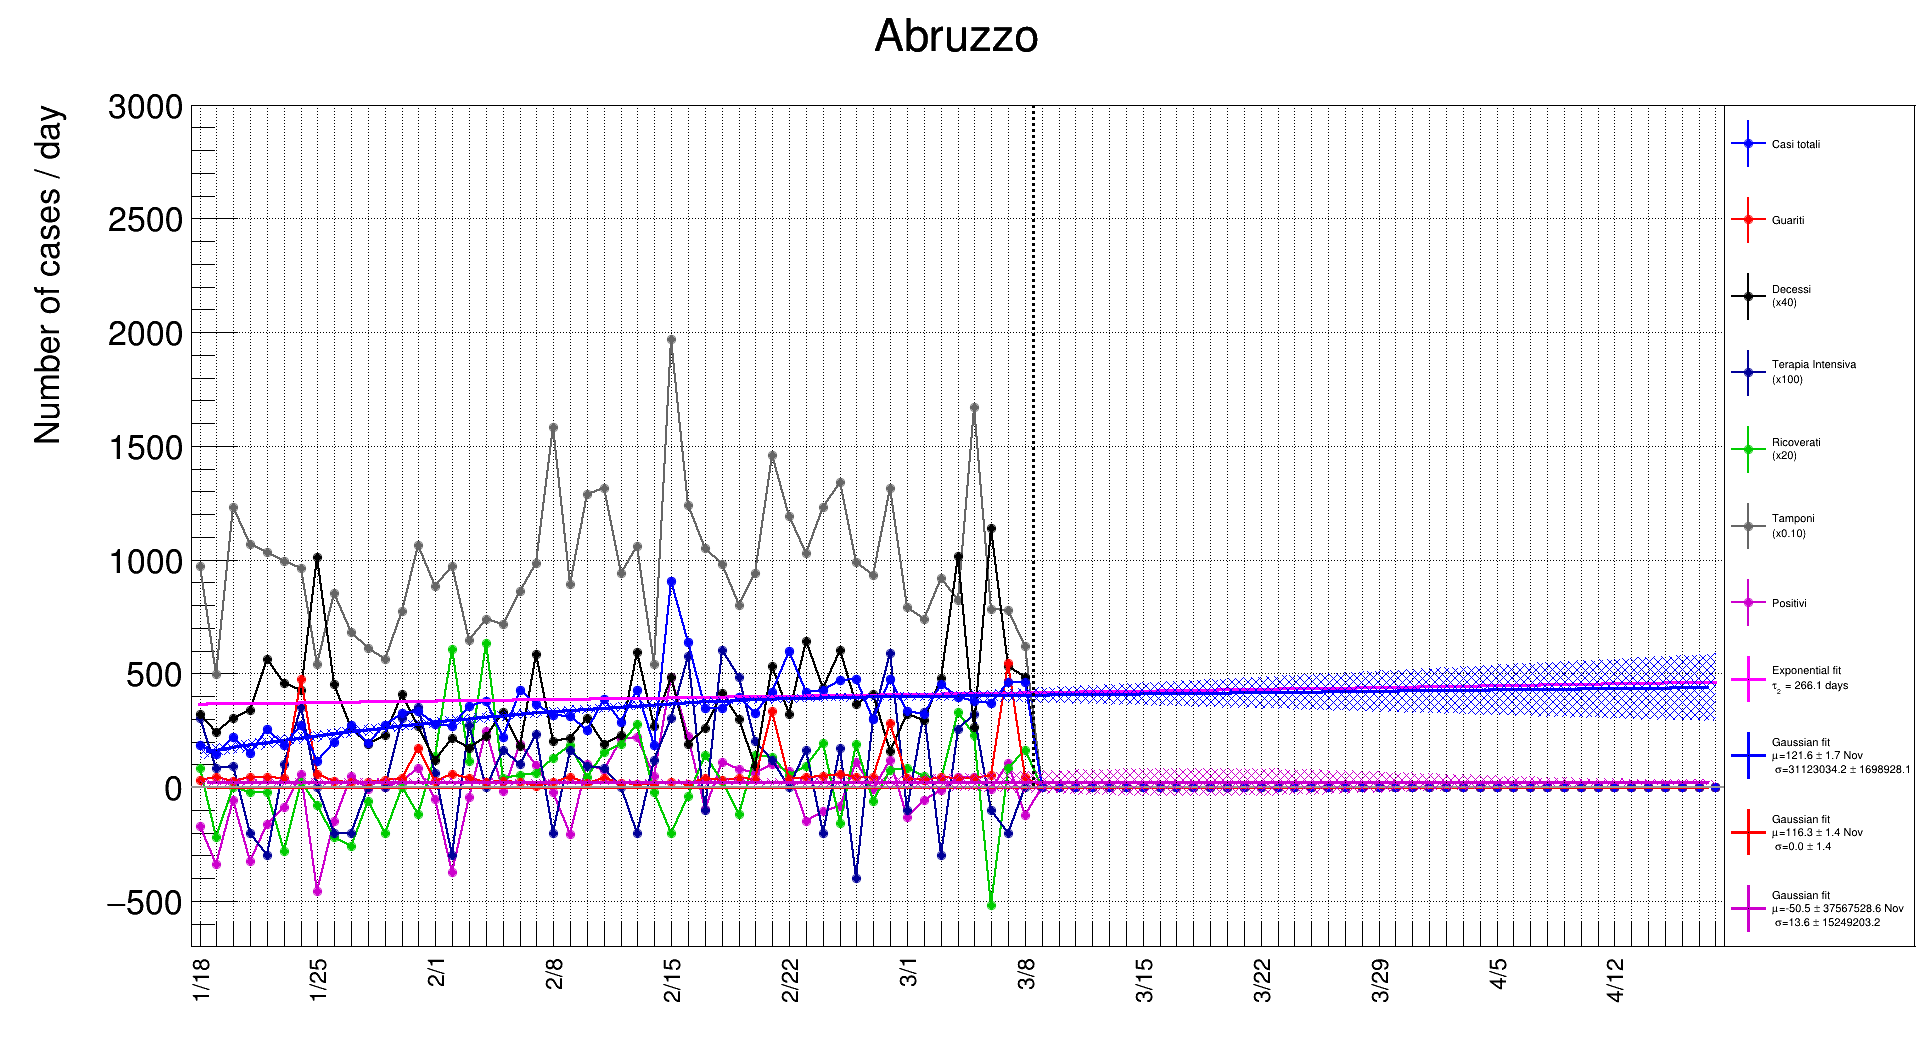 Abruzzo
Number of cases / day
3000
2500
2000
1500
1000
500
0
−500
1/18
1/25
2/1
2/8
2/15
2/22
3/1
3/8
3/15
3/22
3/29
4/5
4/12
Casi totali
Guariti
Decessi
(x40)
Terapia Intensiva
(x100)
Ricoverati
(x20)
Tamponi
(x0.10)
Positivi
Exponential fit
τ₂ = 266.1 days
Gaussian fit
μ=121.6 ± 1.7 Nov
σ=31123034.2 ± 1698928.1
Gaussian fit
μ=116.3 ± 1.4 Nov
σ=0.0 ± 1.4
Gaussian fit
μ=-50.5 ± 37567528.6 Nov
σ=13.6 ± 15249203.2